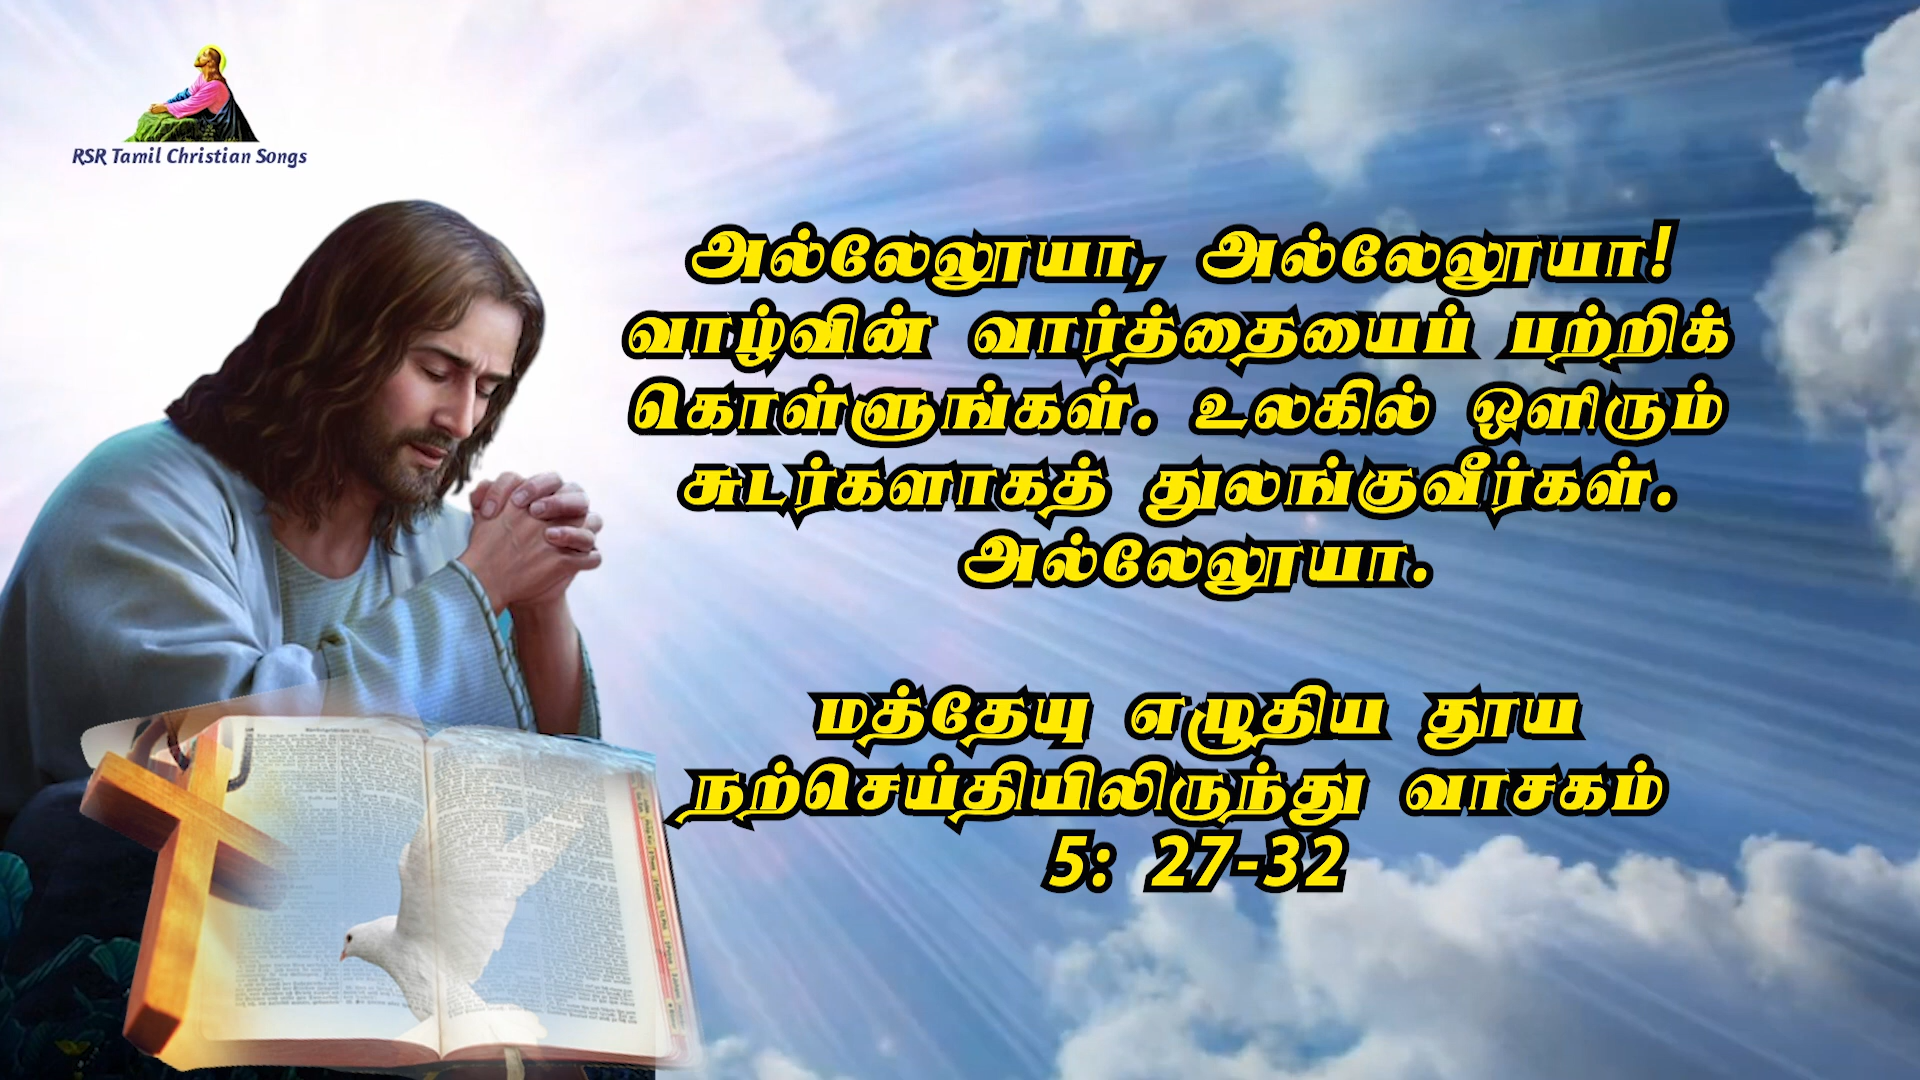 RSR Tamil Christian Songs
அல்லேலூயா, அல்லேலூயா!
வாழ்வின் வார்த்தையைப் பற்றிக்
கொள்ளுங்கள். உலகில் ஒளிரும்
சுடர்களாகத் துலங்குவீர்கள்.
அல்லேலூயா.
மத்தேயு எழுதிய தூய
நற்செய்தியிலிருந்து வாசகம்
5: 27-32